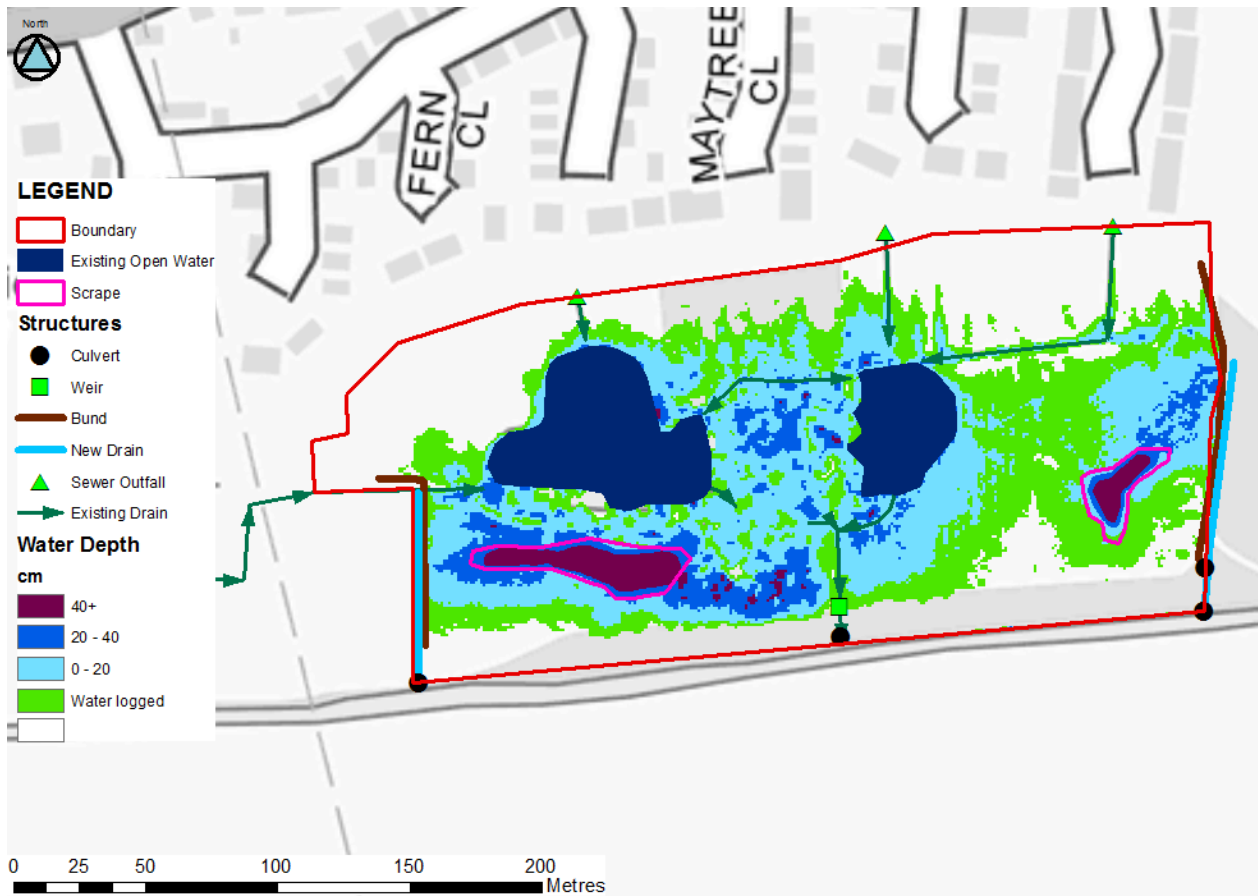 North
FERN
CL
MAYTREE
CL
LEGEND
Boundary
Existing Open Water
Scrape
Structures
Culvert
Weir
Bund
New Drain
Sewer Outfall
Existing Drain
Water Depth
cm
40+
20 - 40
0 - 20
Water logged
0 25 50 100 150 200
Metres